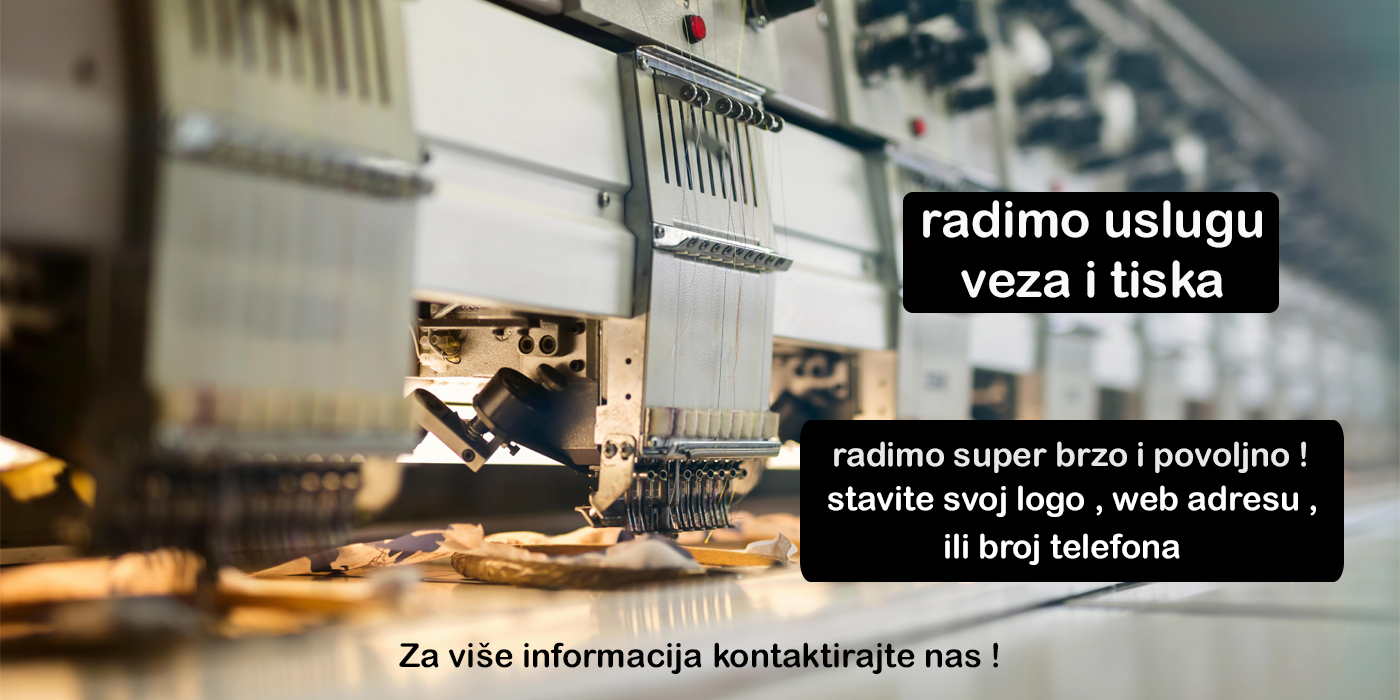 radimo uslugu
veza i tiska
radimo super brzo i povoljno !
stavite svoj logo , web adresu ,
ili broj telefona
Za više informacija kontaktirajte nas !